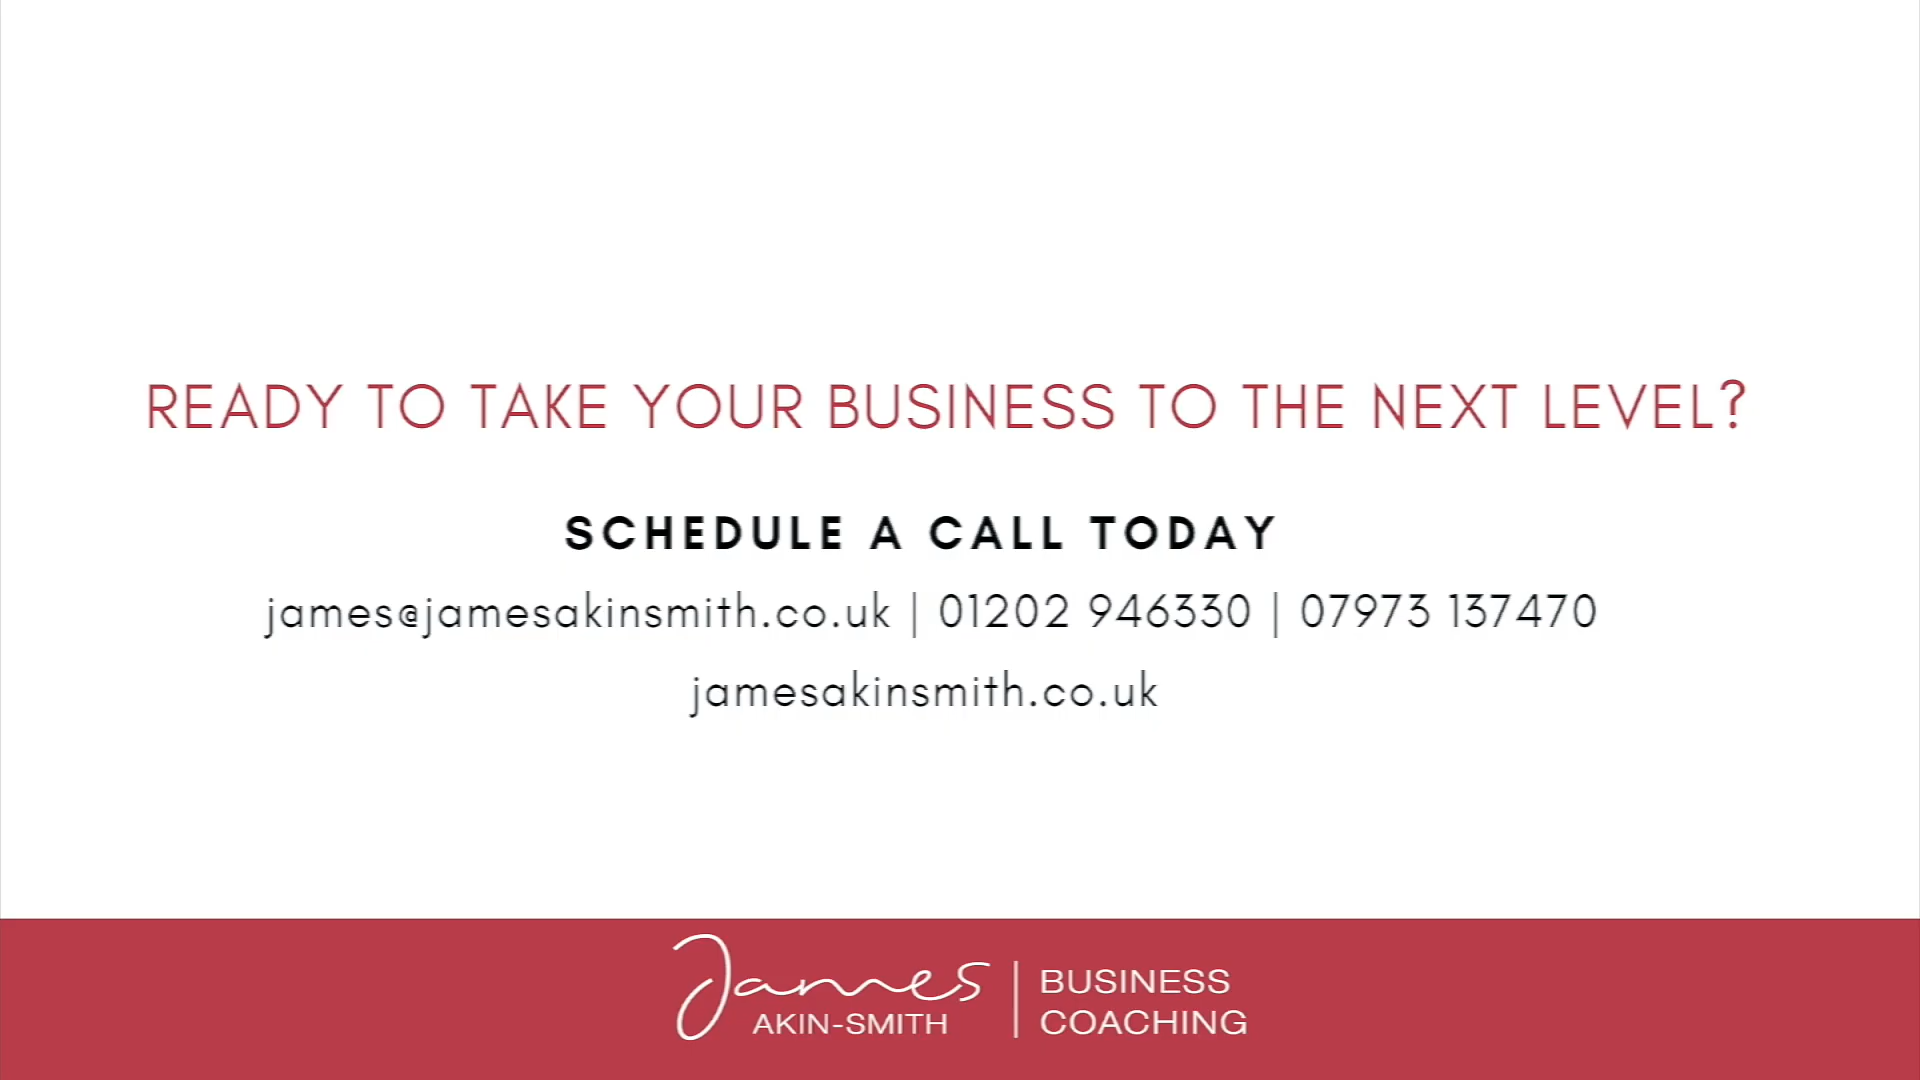 READY TO TAKE YOUR BUSINESS TO THE NEXT LEVEL?
SCHEDULE A CALL TODAY
james@jamesakinsmith.co.uk | 01202 946330 | 07973 137470
jamesakinsmith.co.uk
James
AKIN-SMITH
BUSINESS
COACHING